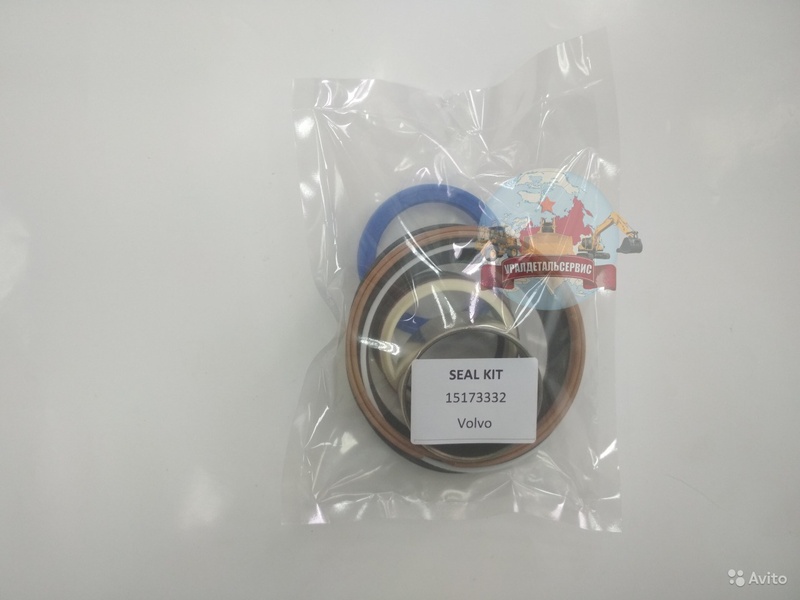 УРАЛДЕТАЛЬСЕРВИС
SEAL KIT
15173332
Volvo
Avito